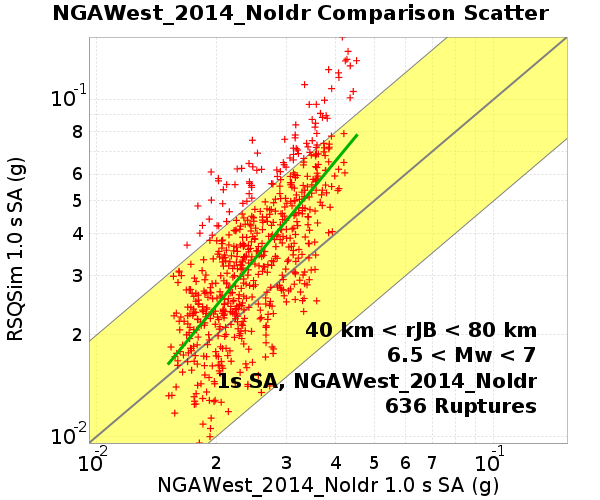 NGAWest_2014_NoIdr Comparison Scatter
RSQSim 1.0 s SA (g)
10-1
8
6
5
4
3
2
10-2
40 km < rJB < 80 km
6.5 < Mw < 7
1s SA, NGAWest_2014_NoIdr
636 Ruptures
10-2 2 3 4 5 6 7 10-1
NGAWest_2014_NoIdr 1.0 s SA (g)